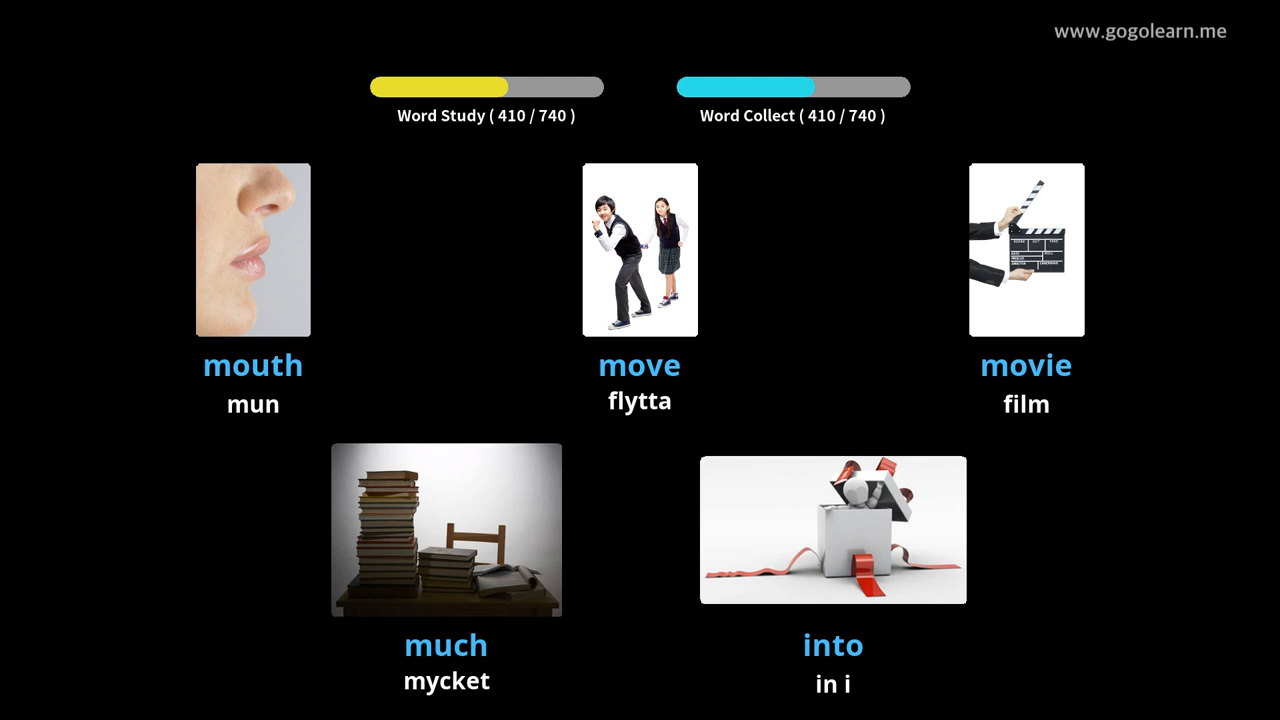 www.gogolearn.me
Word Study ( 410 / 740 )
Word Collect ( 410 / 740 )
mouth
mun
move
flytta
movie
film
much
mycket
into
in i